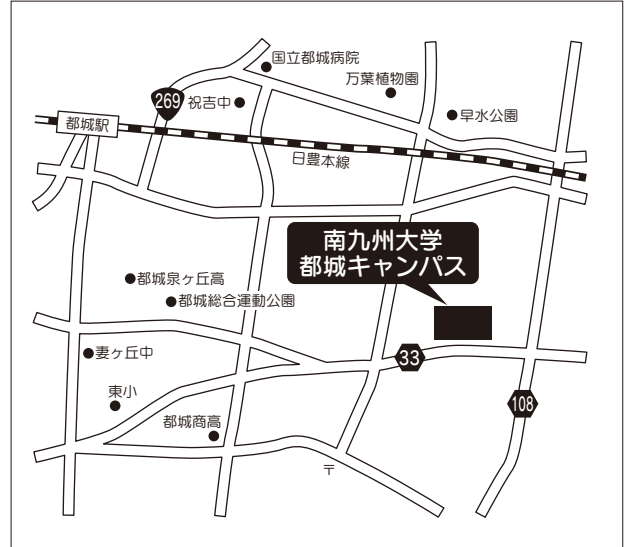 国立都城病院
万葉植物園
269
祝吉中
早水公園
都城駅
日豊本線
南九州大学
都城キャンパス
都城泉ヶ丘高
都城総合運動公園
妻ヶ丘中
33
東小
108
都城商高
〒